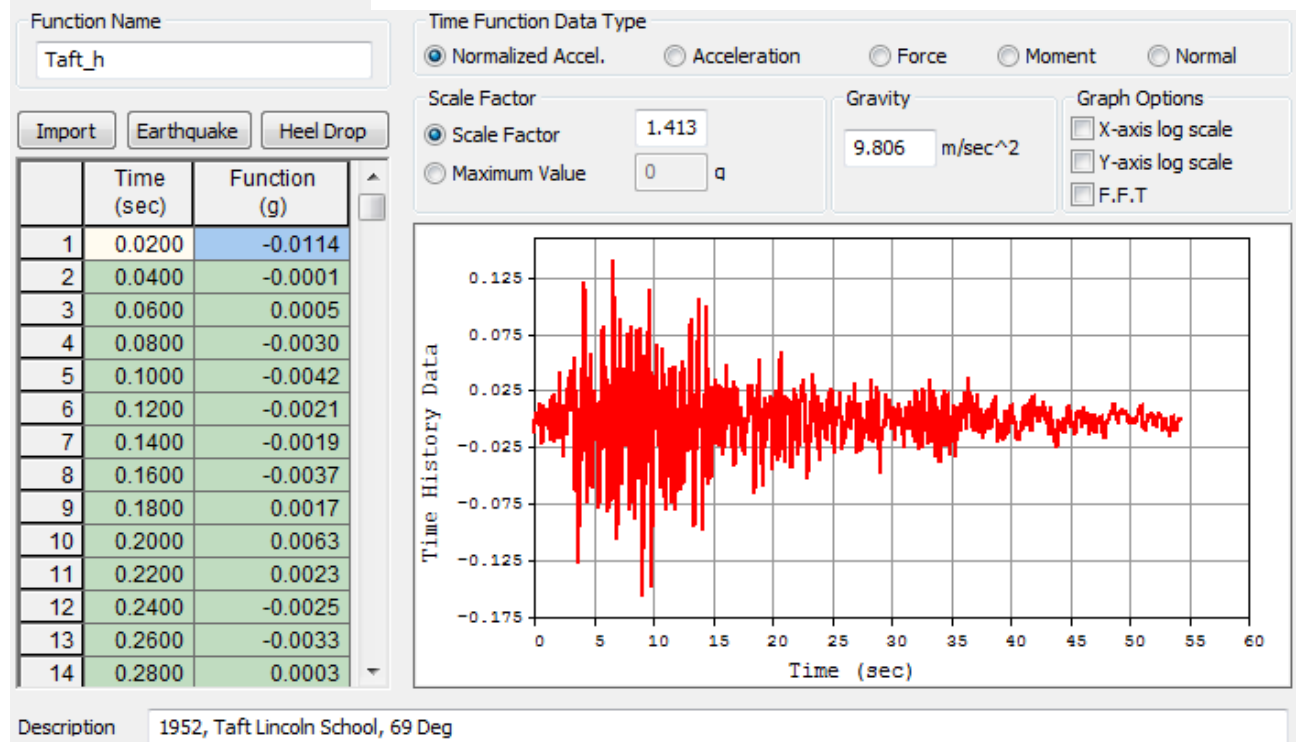 Function Name
Taft_h
Time Function Data Type
Normalized Accel. Acceleration Force Moment Normal
Import Earthquake Heel Drop
Scale Factor
Scale Factor 1.413
Maximum Value 0 g
Gravity
9.806 m/sec^2
Graph Options
X-axis log scale
Y-axis log scale
F.F.T
Time (sec) Function (g)
1 0.0200 -0.0114
2 0.0400 -0.0001
3 0.0600 0.0005
4 0.0800 -0.0030
5 0.1000 -0.0042
6 0.1200 -0.0021
7 0.1400 -0.0019
8 0.1600 -0.0037
9 0.1800 0.0017
10 0.2000 0.0063
11 0.2200 0.0023
12 0.2400 -0.0025
13 0.2600 -0.0033
14 0.2800 0.0003
Time History Data
0.125
0.075
0.025
-0.025
-0.075
-0.125
-0.175
0 5 10 15 20 25 30 35 40 45 50 55 60
Time (sec)
Description 1952, Taft Lincoln School, 69 Deg